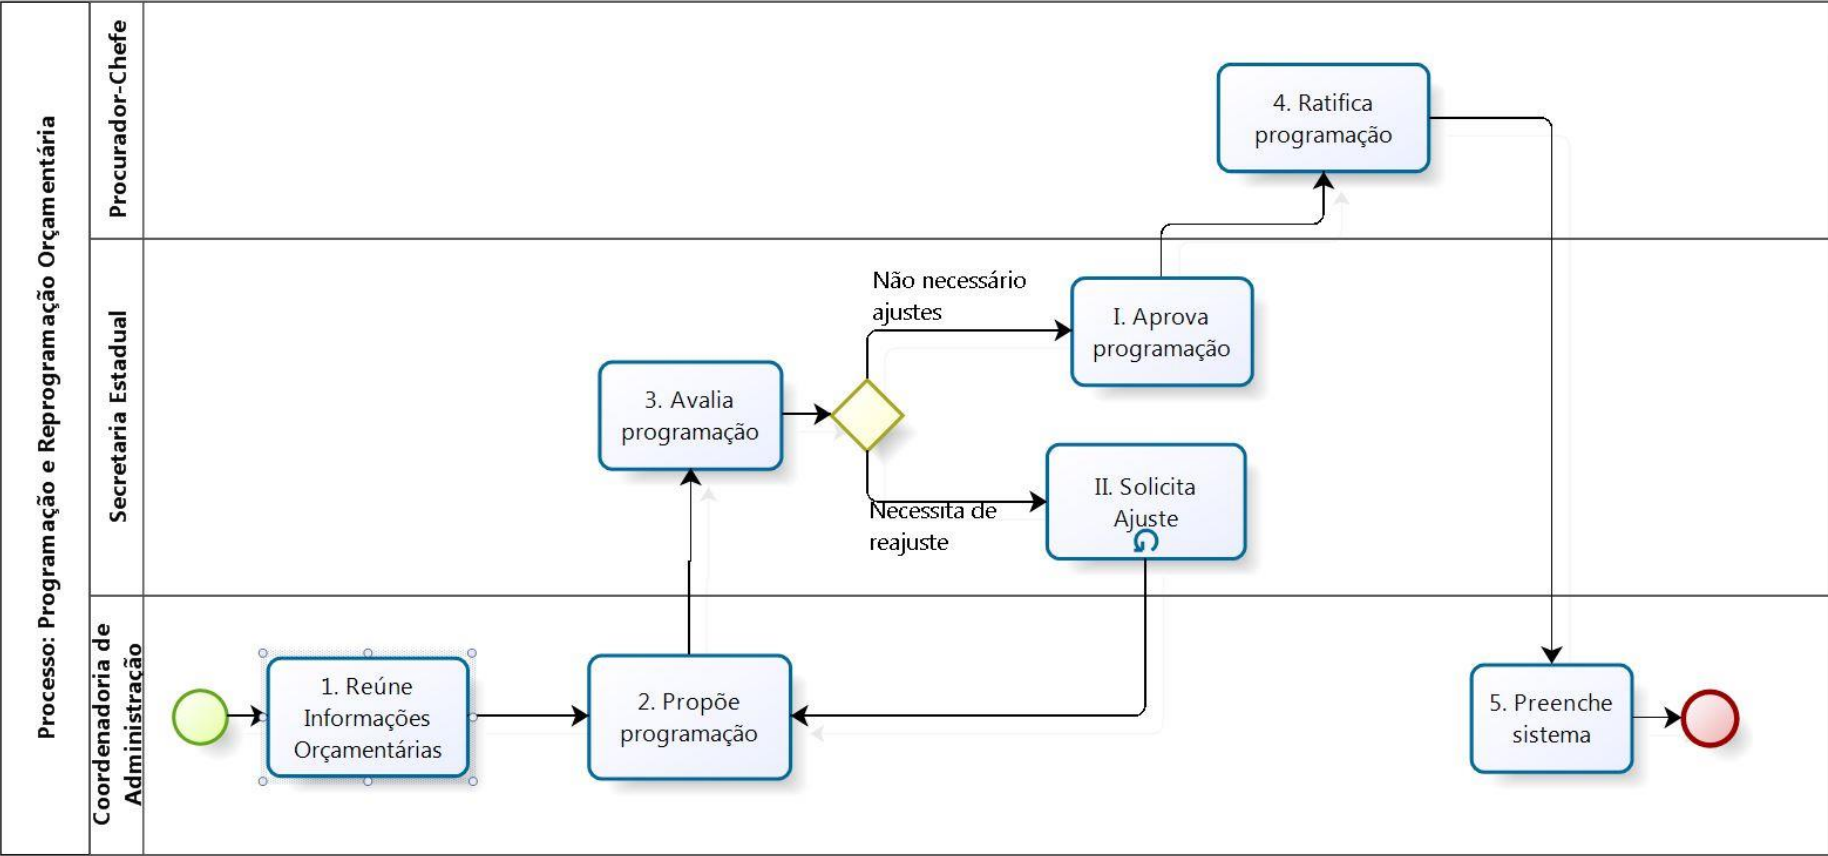 Processo: Programação e Reprogramação Orçamentária
Procurador-Chefe
4. Ratifica
programação
Secretaria Estadual
Não necessário
ajustes
I. Aprova
programação
3. Avalia
programação
II. Solicita
Ajuste
Necessita de
reajuste
Coordenadoria de
Administração
1. Reúne
Informações
Orçamentárias
2. Propõe
programação
5. Preenche
sistema